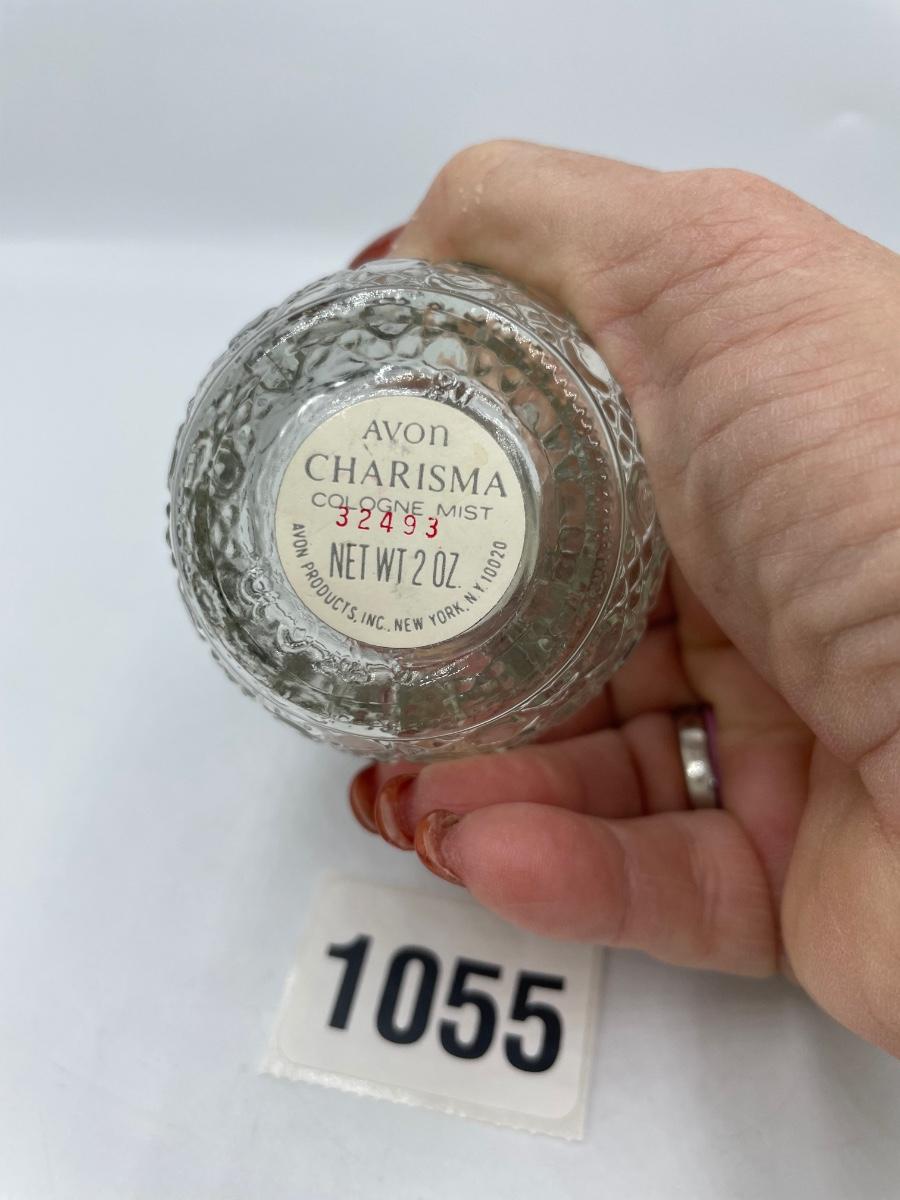 AVON
CHARISMA
COLOGNE MIST
32493
NET WT 2 OZ.
AVON PRODUCTS, INC., NEW YORK, N.Y. 10020
1055